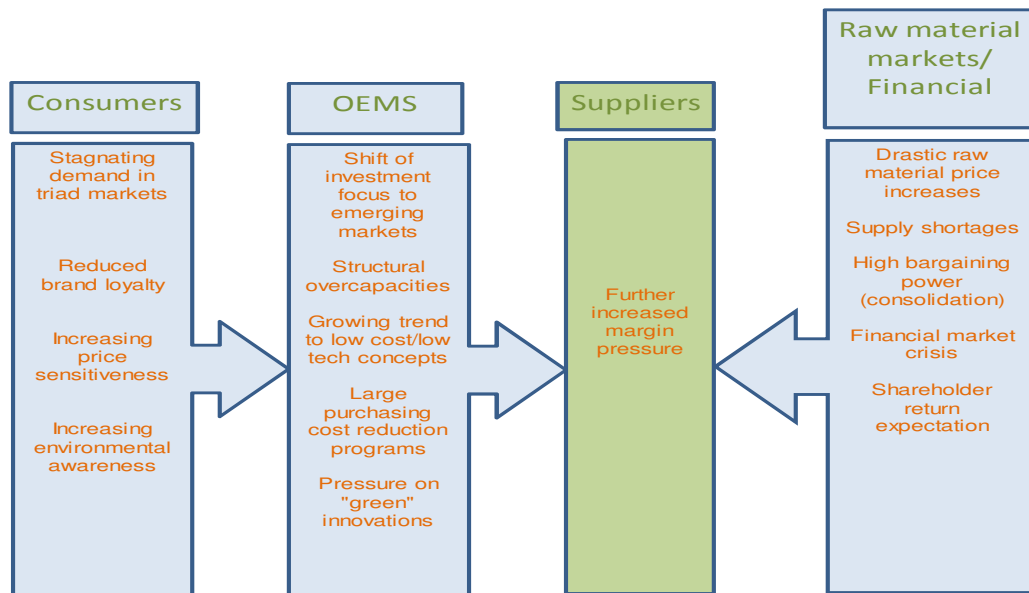 Consumers
Stagnating
demand in
triad markets
Reduced
brand loyalty
Increasing
price
sensitiveness
Increasing
environmental
awareness
OEMS
Shift of
investment
focus to
emerging
markets
Structural
overcapacities
Growing trend
to low cost/low
tech concepts
Large
purchasing
cost reduction
programs
Pressure on
"green"
innovations
Suppliers
Further
increased
margin
pressure
Raw material
markets/
Financial
Drastic raw
material price
increases
Supply shortages
High bargaining
power
(consolidation)
Financial market
crisis
Shareholder
return
expectation